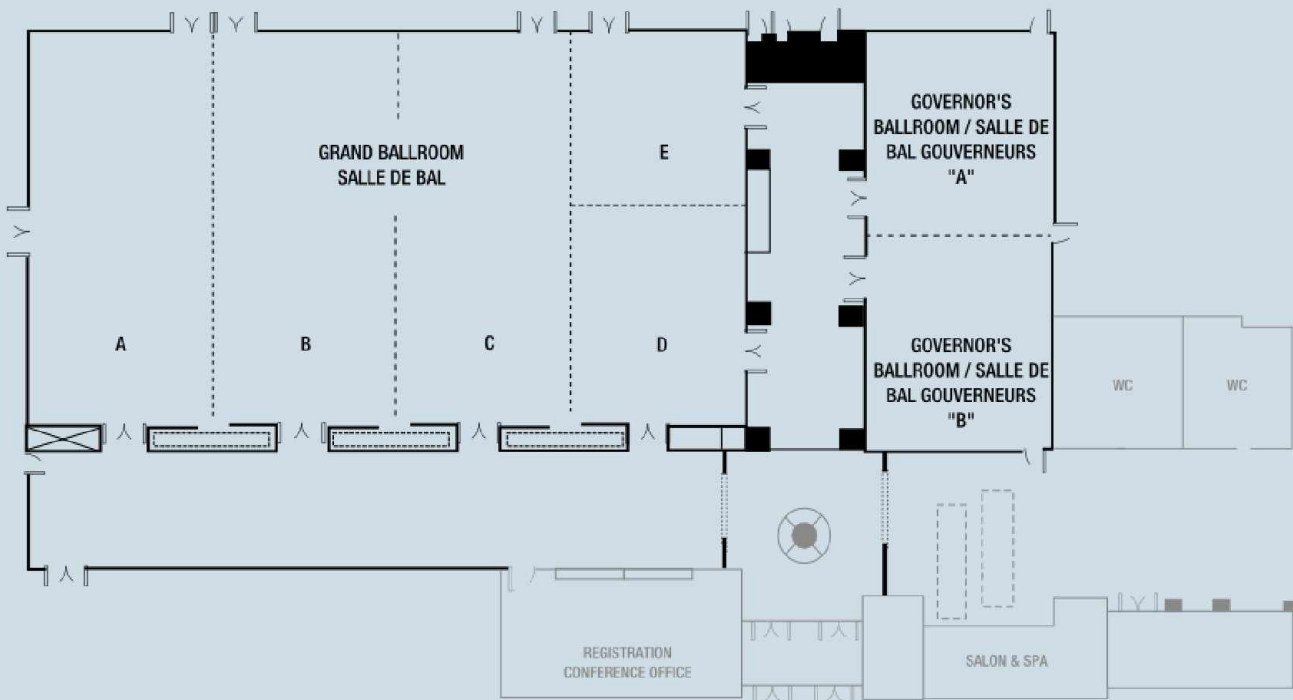 GRAND BALLROOM
SALLE DE BAL
E
GOVERNOR'S
BALLROOM / SALLE DE
BAL GOUVERNEURS
"A"
A
B
C
D
GOVERNOR'S
BALLROOM / SALLE DE
BAL GOUVERNEURS
"B"
WC
WC
REGISTRATION
CONFERENCE OFFICE
SALON & SPA